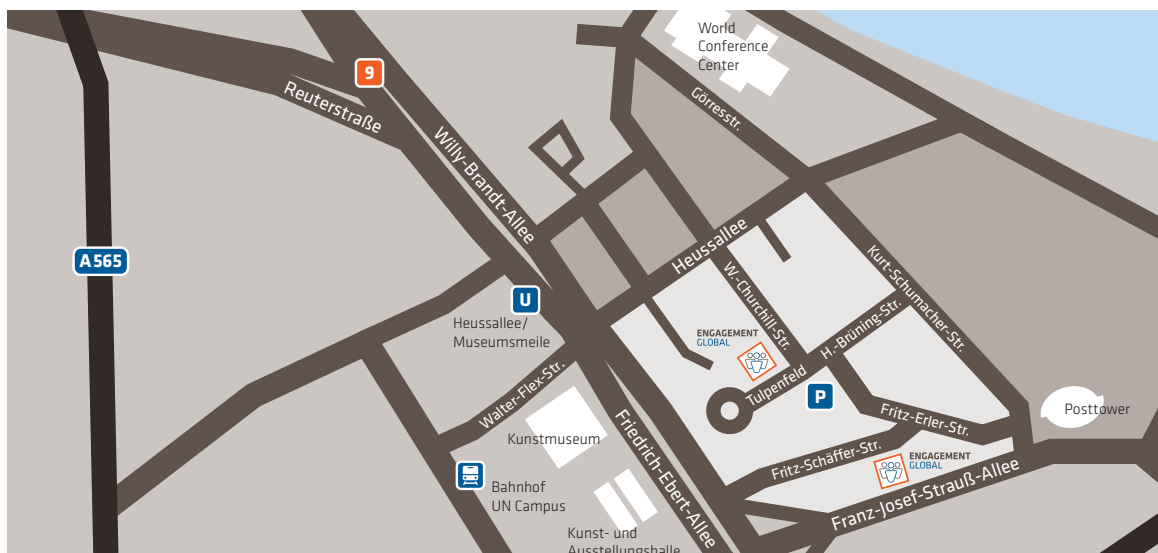 World
Conference
Center
9
Reuterstraße
Görresstr.
Willy-Brandt-Allee
A565
Heussallee
U
Heussallee/
Museumsmeile
W.-Churchill-Str.
Kurt-Schumacher-Str.
H.-Brüning-Str.
ENGAGEMENT
GLOBAL
Tulpenfeld
P
Walter-Flex-Str.
Kunstmuseum
Friedrich-Ebert-Allee
Fritz-Erler-Str.
Posttower
Fritz-Schäffer-Str.
ENGAGEMENT
GLOBAL
Franz-Josef-Strauß-Allee
Bahnhof
UN Campus
Kunst- und
Ausstellungshalle